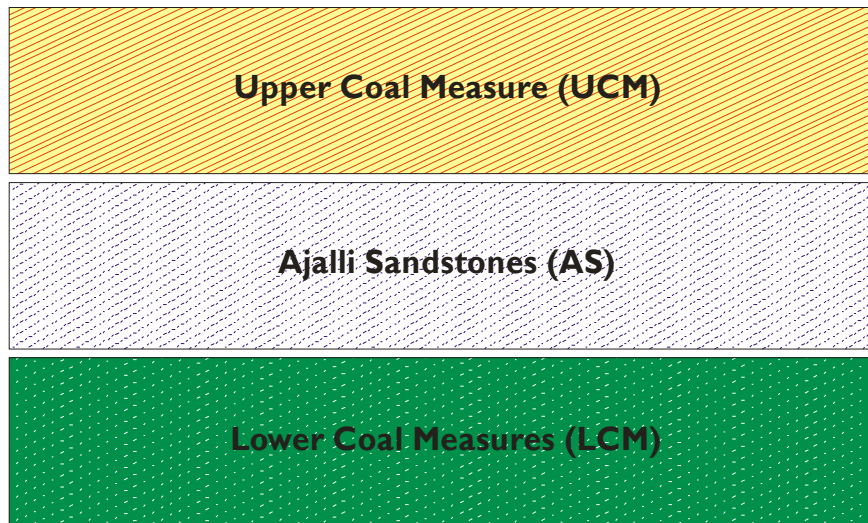 Upper Coal Measure (UCM)
Ajalli Sandstones (AS)
Lower Coal Measures (LCM)